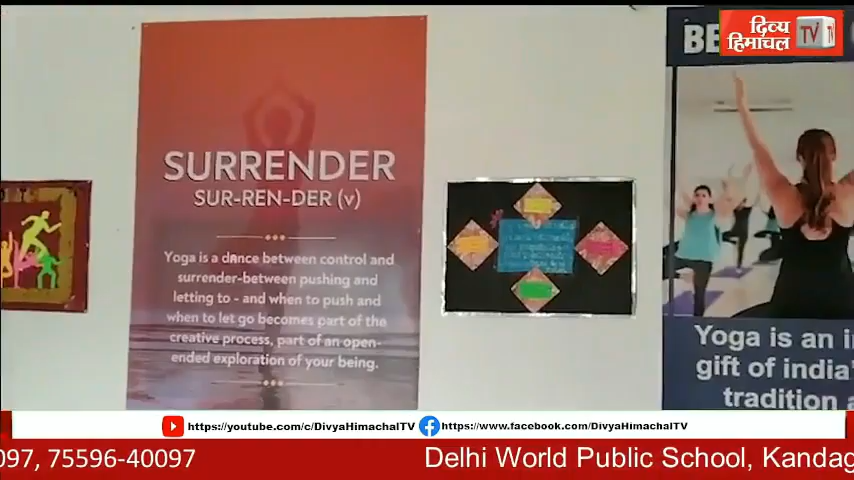 SURRENDER
SUR-REN-DER (v)
Yoga is a dance between control and
surrender-between pushing and
letting to - and when to push and
when to let go becomes part of the
creative process, part of an open-
ended exploration of your being.
BE
दिव्य
हिमाचल
TV
Yoga is an
gift of india'
tradition
https://youtube.com/c/DivyaHimachalTV
https://www.facebook.com/DivyaHimachalTV
097, 75596-40097
Delhi World Public School, Kandag